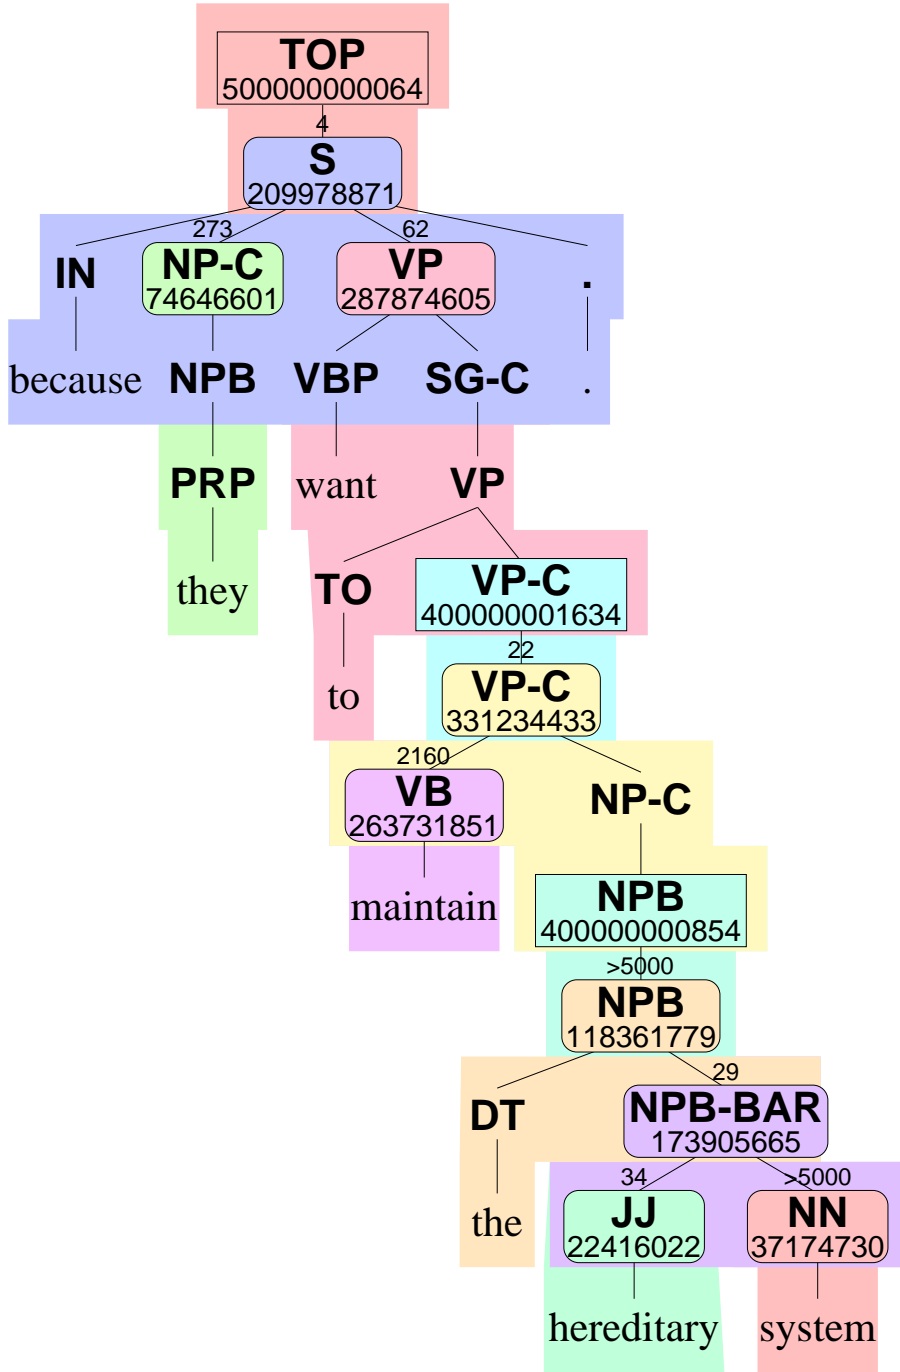 TOP
500000000064
4
S
209978871
273
62
IN
NP-C
74646601
VP
287874605
.
because
NPB
VBP
SG-C
.
PRP
want
VP
they
TO
VP-C
400000001634
22
to
VP-C
331234433
2160
VB
263731851
NP-C
maintain
NPB
400000000854
>5000
NPB
118361779
29
DT
NPB-BAR
173905665
34
>5000
the
JJ
22416022
NN
37174730
hereditary
system